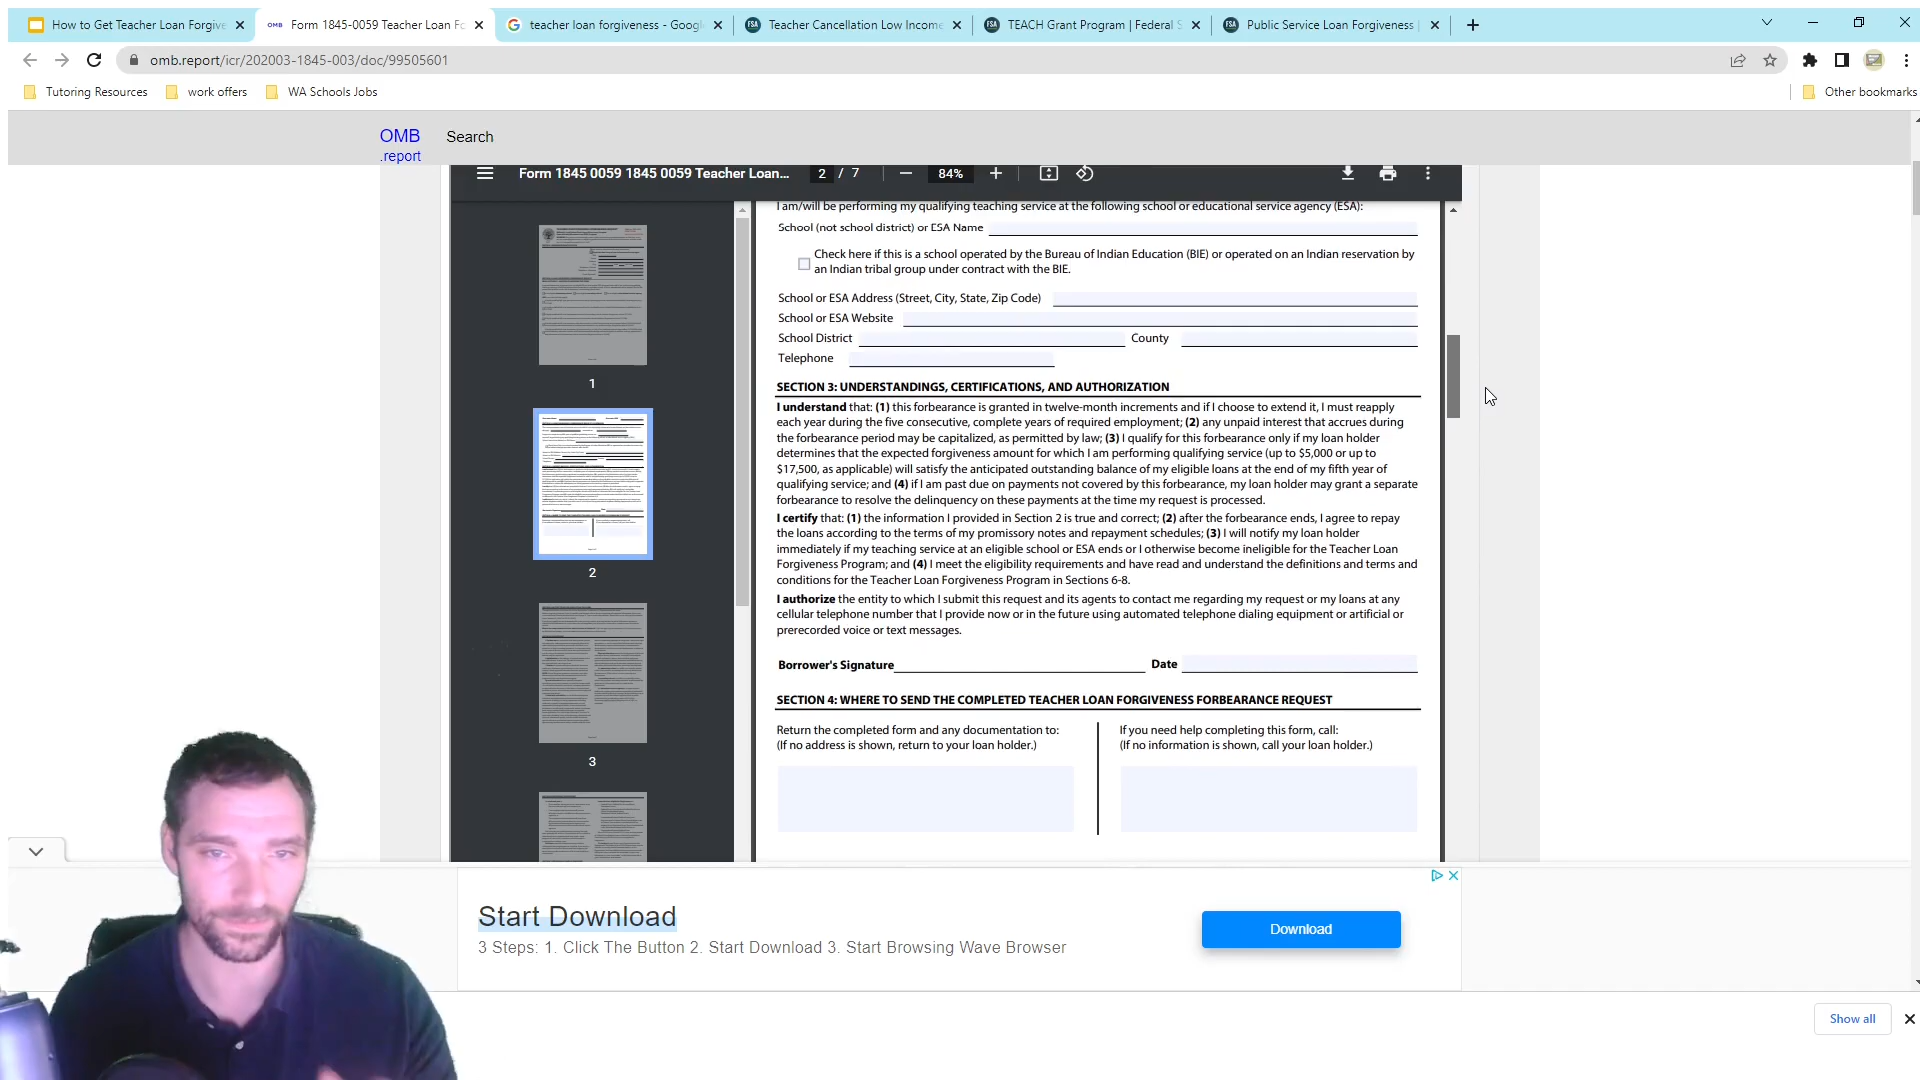 How to Get Teacher Loan Forgive
OMB Form 1845-0059 Teacher Loan Fo
teacher loan forgiveness - Googl
FSA Teacher Cancellation Low Income
FSA TEACH Grant Program | Federal S
FSA Public Service Loan Forgiveness |
omb.report/icr/202003-1845-003/doc/99505601
Tutoring Resources
work offers
WA Schools Jobs
Other bookmarks
OMB
.report
Search
Form 1845 0059 1845 0059 Teacher Loan...
2 / 7
84%
I am/will be performing my qualifying teaching service at the following school or educational service agency (ESA):
School (not school district) or ESA Name
Check here if this is a school operated by the Bureau of Indian Education (BIE) or operated on an Indian reservation by
an Indian tribal group under contract with the BIE.
School or ESA Address (Street, City, State, Zip Code)
School or ESA Website
School District
County
Telephone
SECTION 3: UNDERSTANDINGS, CERTIFICATIONS, AND AUTHORIZATION
I understand that: (1) this forbearance is granted in twelve-month increments and if I choose to extend it, I must reapply
each year during the five consecutive, complete years of required employment; (2) any unpaid interest that accrues during
the forbearance period may be capitalized, as permitted by law; (3) I qualify for this forbearance only if my loan holder
determines that the expected forgiveness amount for which I am performing qualifying service (up to $5,000 or up to
$17,500, as applicable) will satisfy the anticipated outstanding balance of my eligible loans at the end of my fifth year of
qualifying service; and (4) if I am past due on payments not covered by this forbearance, my loan holder may grant a separate
forbearance to resolve the delinquency on these payments at the time my request is processed.
I certify that: (1) the information I provided in Section 2 is true and correct; (2) after the forbearance ends, I agree to repay
the loans according to the terms of my promissory notes and repayment schedules; (3) I will notify my loan holder
immediately if my teaching service at an eligible school or ESA ends or I otherwise become ineligible for the Teacher Loan
Forgiveness Program; and (4) I meet the eligibility requirements and have read and understand the definitions and terms and
conditions for the Teacher Loan Forgiveness Program in Sections 6-8.
I authorize the entity to which I submit this request and its agents to contact me regarding my request or my loans at any
cellular telephone number that I provide now or in the future using automated telephone dialing equipment or artificial or
prerecorded voice or text messages.
Borrower's Signature
Date
SECTION 4: WHERE TO SEND THE COMPLETED TEACHER LOAN FORGIVENESS FORBEARANCE REQUEST
Return the completed form and any documentation to:
(If no address is shown, return to your loan holder.)
If you need help completing this form, call:
(If no information is shown, call your loan holder.)
1
2
3
Start Download
3 Steps: 1. Click The Button 2. Start Download 3. Start Browsing Wave Browser
Download
Show all